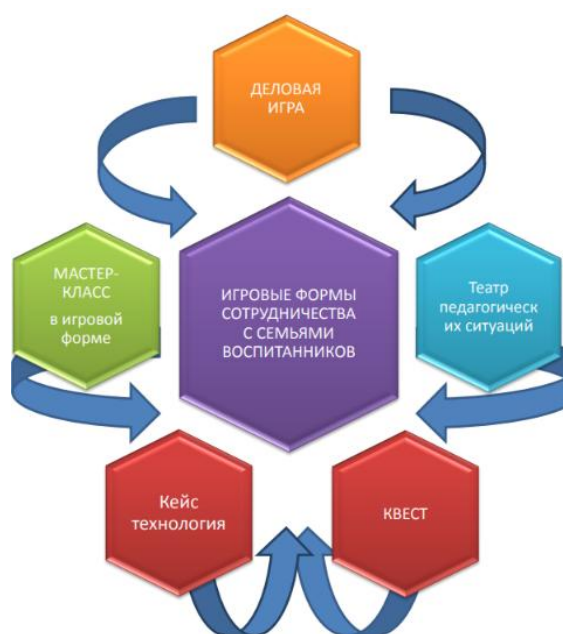 ДЕЛОВАЯ
ИГРА
МАСТЕР-
КЛАСС
в игровой
форме
ИГРОВЫЕ ФОРМЫ
СОТРУДНИЧЕСТВА
С СЕМЬЯМИ
ВОСПИТАННИКОВ
Театр
педагогическ
их ситуаций
Кейс
технология
КВЕСТ